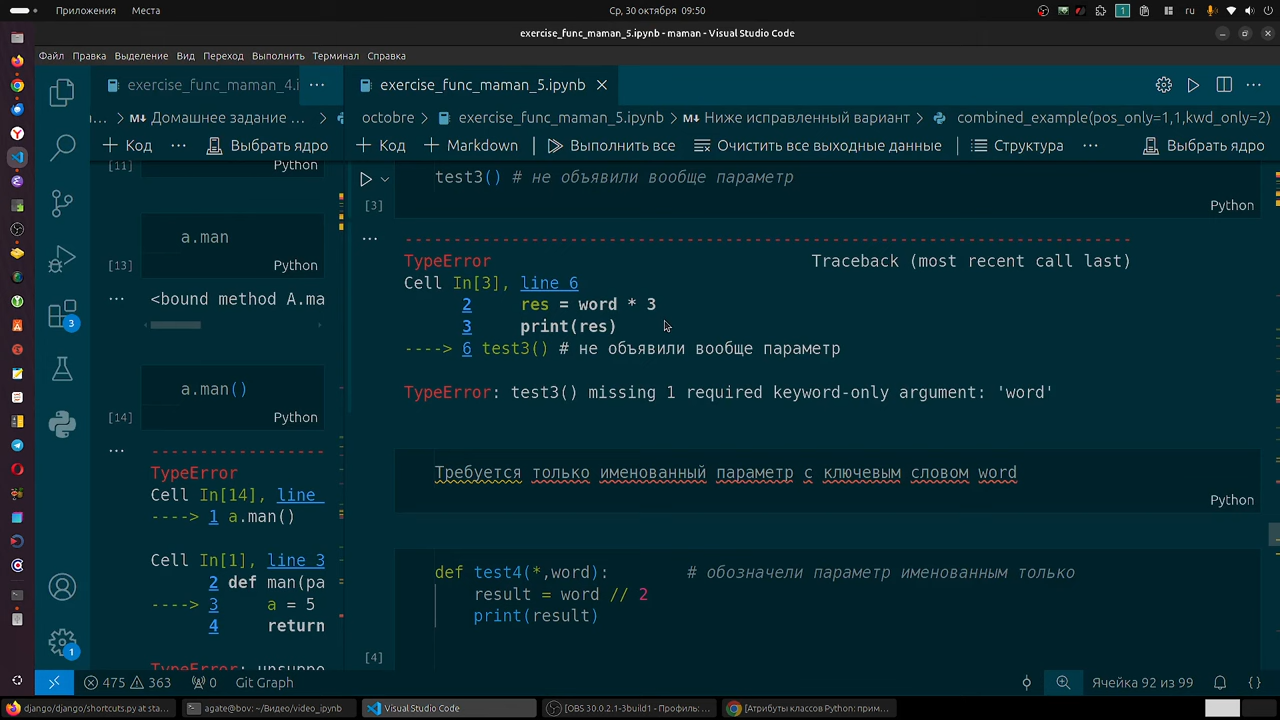 Приложения Места
Ср, 30 октября 09:50
ru
exercise_func_maman_5.ipynb - maman - Visual Studio Code
Файл Правка Выделение Вид Переход Выполнить Терминал Справка
exercise_func_maman_4.i
exercise_func_maman_5.ipynb
Домашнее задание ...
octobre > exercise_func_maman_5.ipynb > Ниже исправленный вариант > combined_example(pos_only=1,1,kwd_only=2)
+ Код ... Выбрать ядро
+ Код + Markdown Выполнить все Очистить все выходные данные Структура ... Выбрать ядро
[11]
Python
a.man
[13]
Python
<bound method A.ma
a.man()
[14]
Python
TypeError
Cell In[14], line
----> 1 a.man()
Cell In[1], line 3
2 def man(pa
----> 3 a = 5
4 return
TypeError: unsuppo
test3() # не объявили вообще параметр
[3]
Python
TypeError Traceback (most recent call last)
Cell In[3], line 6
2 res = word * 3
3 print(res)
----> 6 test3() # не объявили вообще параметр
TypeError: test3() missing 1 required keyword-only argument: 'word'
Требуется только именованный параметр с ключевым словом word
Python
def test4(*,word): # обозначели параметр именованным только
result = word // 2
print(result)
[4]
3
1
475 363 0 Git Graph
Ячейка 92 из 99
django/django/shortcuts.py at sta...
agate@bov: ~/Видео/video_ipynb
Visual Studio Code
[OBS 30.0.2.1-3build1 - Профиль: ...
[Атрибуты классов Python: прим...